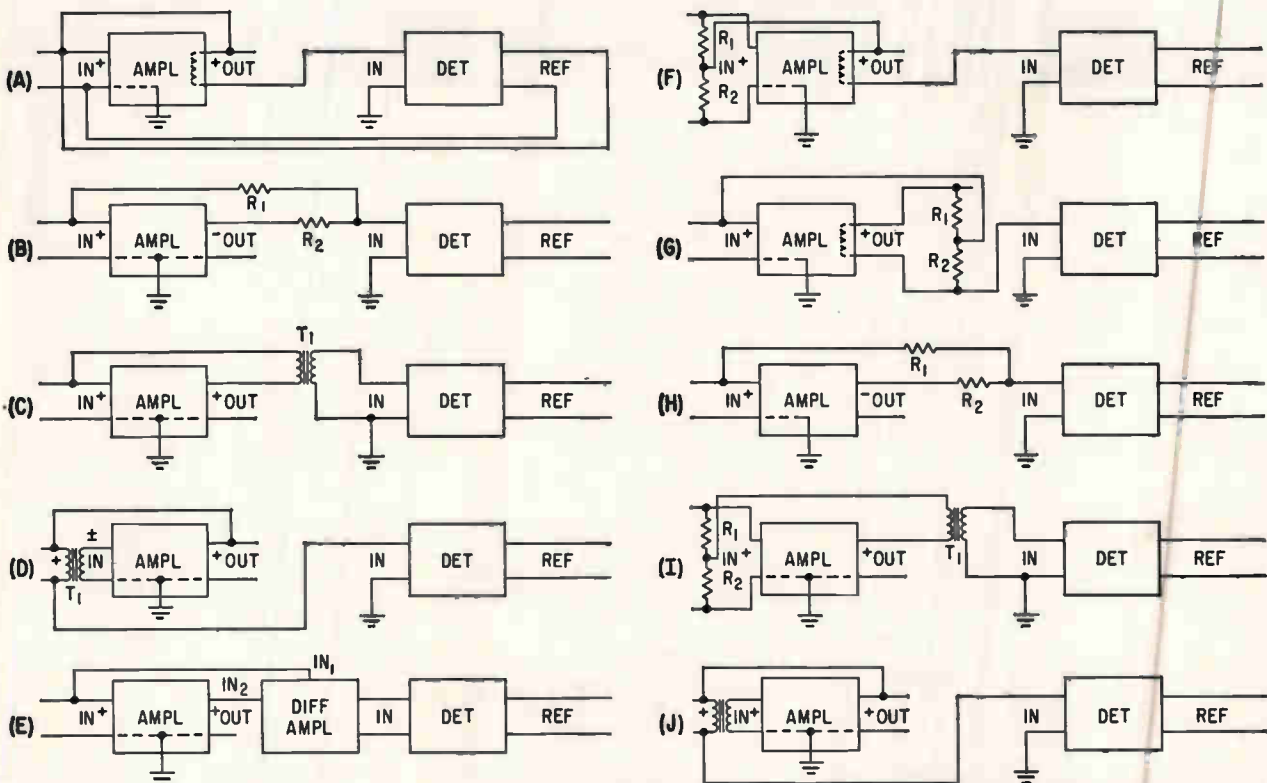 (A) IN+ AMPL +OUT IN DET REF
(B) IN+ AMPL -OUT R1 R2 IN DET REF
(C) IN+ AMPL +OUT T1 IN DET REF
(D) + T1 ± IN AMPL +OUT IN DET REF
(E) IN+ AMPL IN2 +OUT IN1 DIFF AMPL IN DET REF
(F) R1 IN+ R2 AMPL +OUT IN DET REF
(G) IN+ AMPL +OUT R1 R2 IN DET REF
(H) IN+ AMPL -OUT R1 R2 IN DET REF
(I) R1 IN+ R2 AMPL +OUT T1 IN DET REF
(J) + IN+ AMPL +OUT IN DET REF